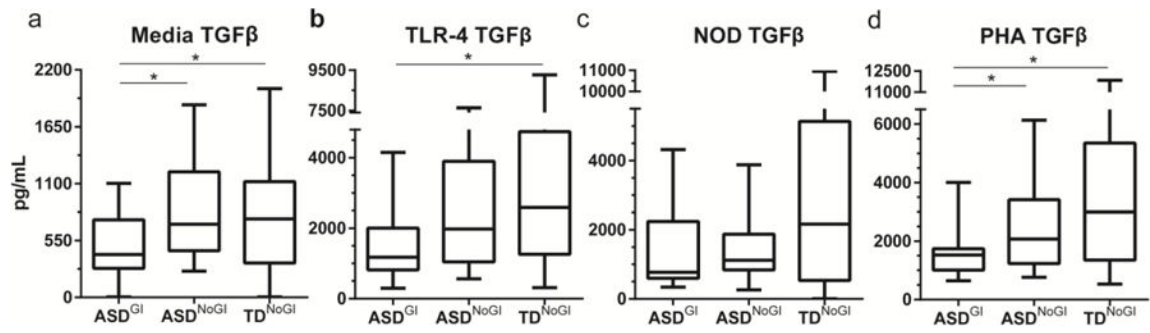 a Media TGFβ
b TLR-4 TGFβ
c NOD TGFβ
d PHA TGFβ
pg/mL
2200
1650
1100
550
0
* *
ASD^GI ASD^NoGI TD^NoGI
9500
7500
4000
2000
0
*
ASD^GI ASD^NoGI TD^NoGI
11000
10000
4000
2000
0
ASD^GI ASD^NoGI TD^NoGI
12500
11000
6000
4000
2000
0
* *
ASD^GI ASD^NoGI TD^NoGI